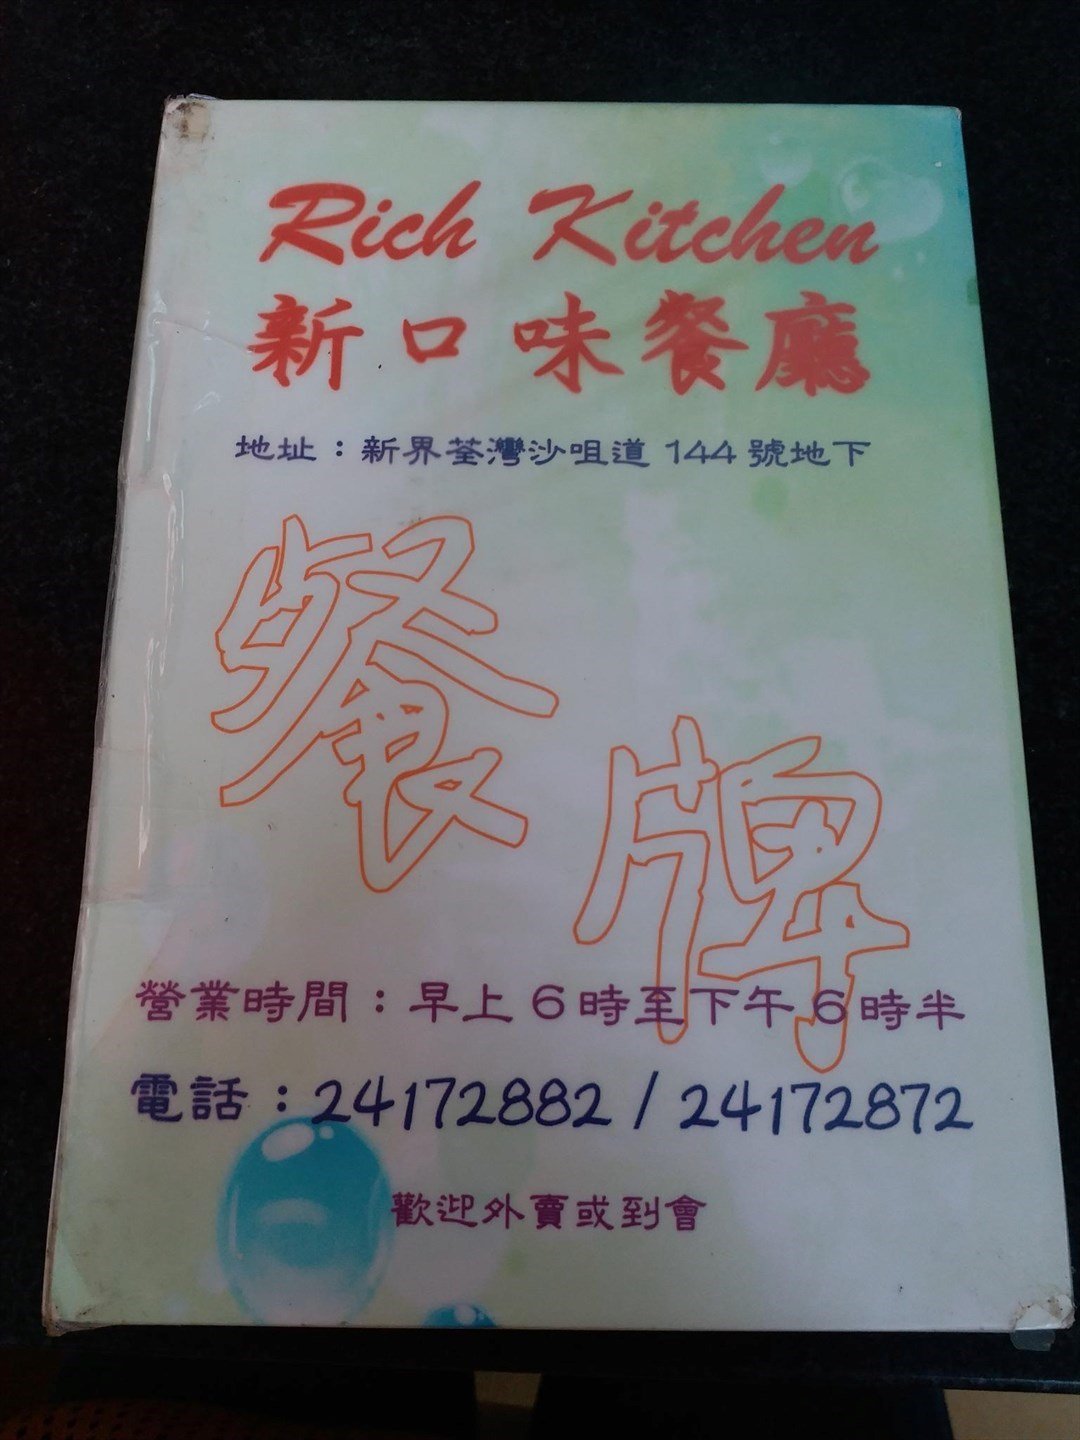 Rich Kitchen
新口味餐廳
地址：新界荃灣沙咀道 144 號地下
餐牌
營業時間：早上 6 時至下午 6 時半
電話：24172882 / 24172872
歡迎外賣或到會